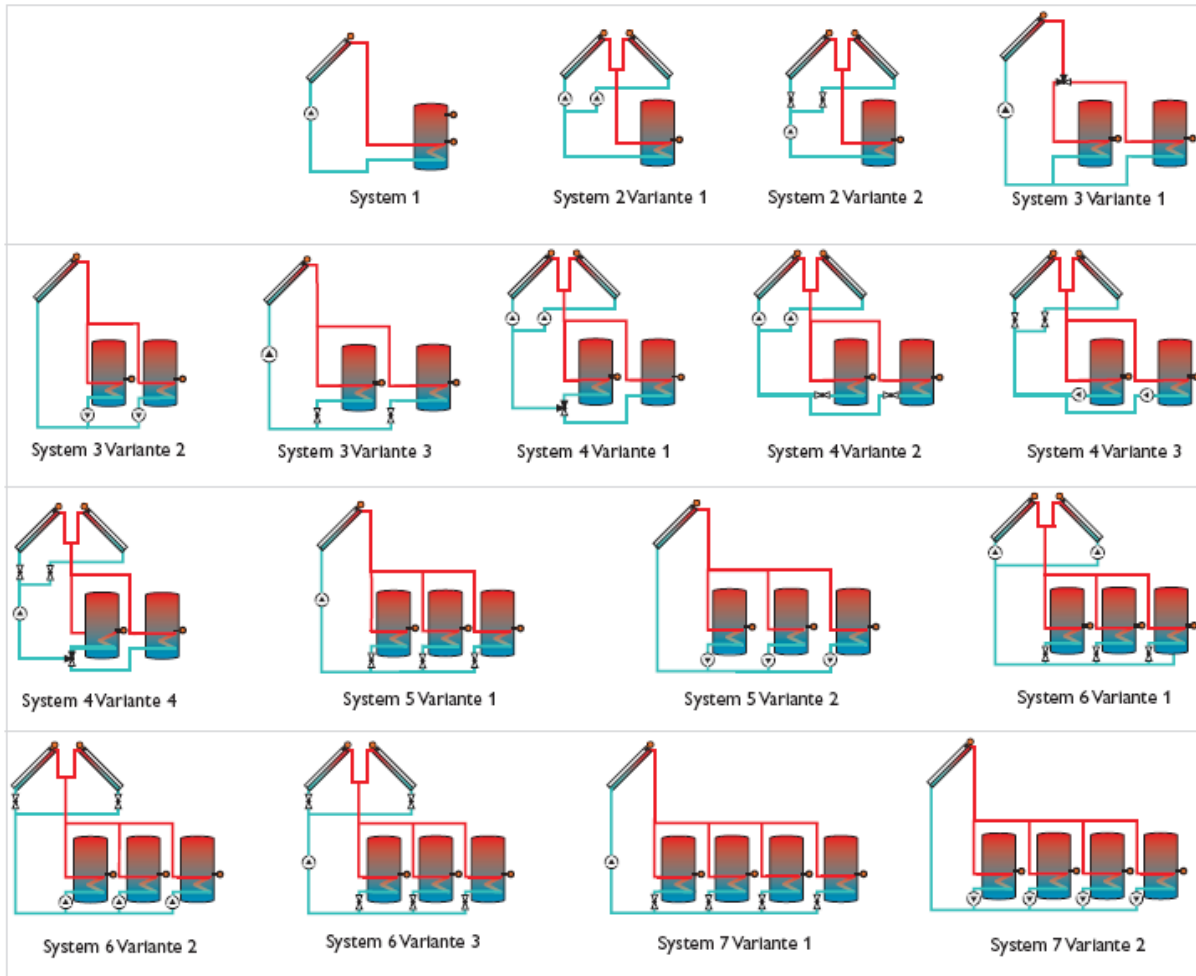 System 1
System 2 Variante 1
System 2 Variante 2
System 3 Variante 1
System 3 Variante 2
System 3 Variante 3
System 4 Variante 1
System 4 Variante 2
System 4 Variante 3
System 4 Variante 4
System 5 Variante 1
System 5 Variante 2
System 6 Variante 1
System 6 Variante 2
System 6 Variante 3
System 7 Variante 1
System 7 Variante 2